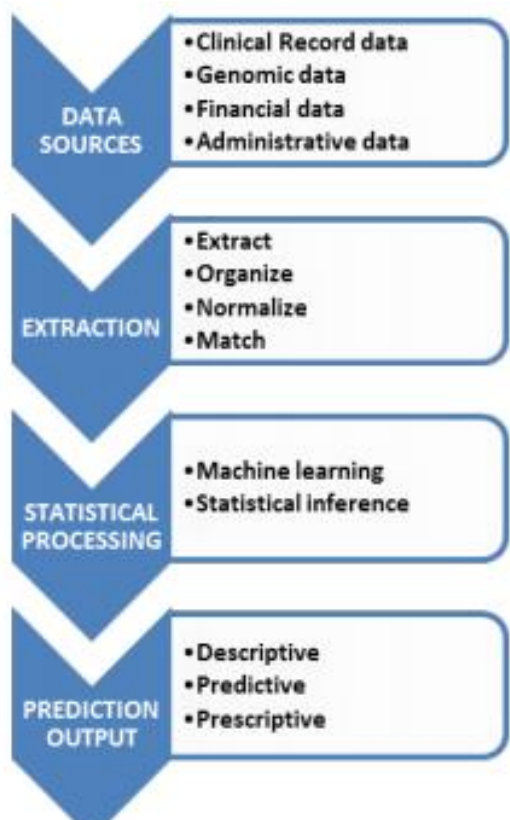 DATA
SOURCES
•Clinical Record data
•Genomic data
•Financial data
•Administrative data
EXTRACTION
•Extract
•Organize
•Normalize
•Match
STATISTICAL
PROCESSING
•Machine learning
•Statistical inference
PREDICTION
OUTPUT
•Descriptive
•Predictive
•Prescriptive